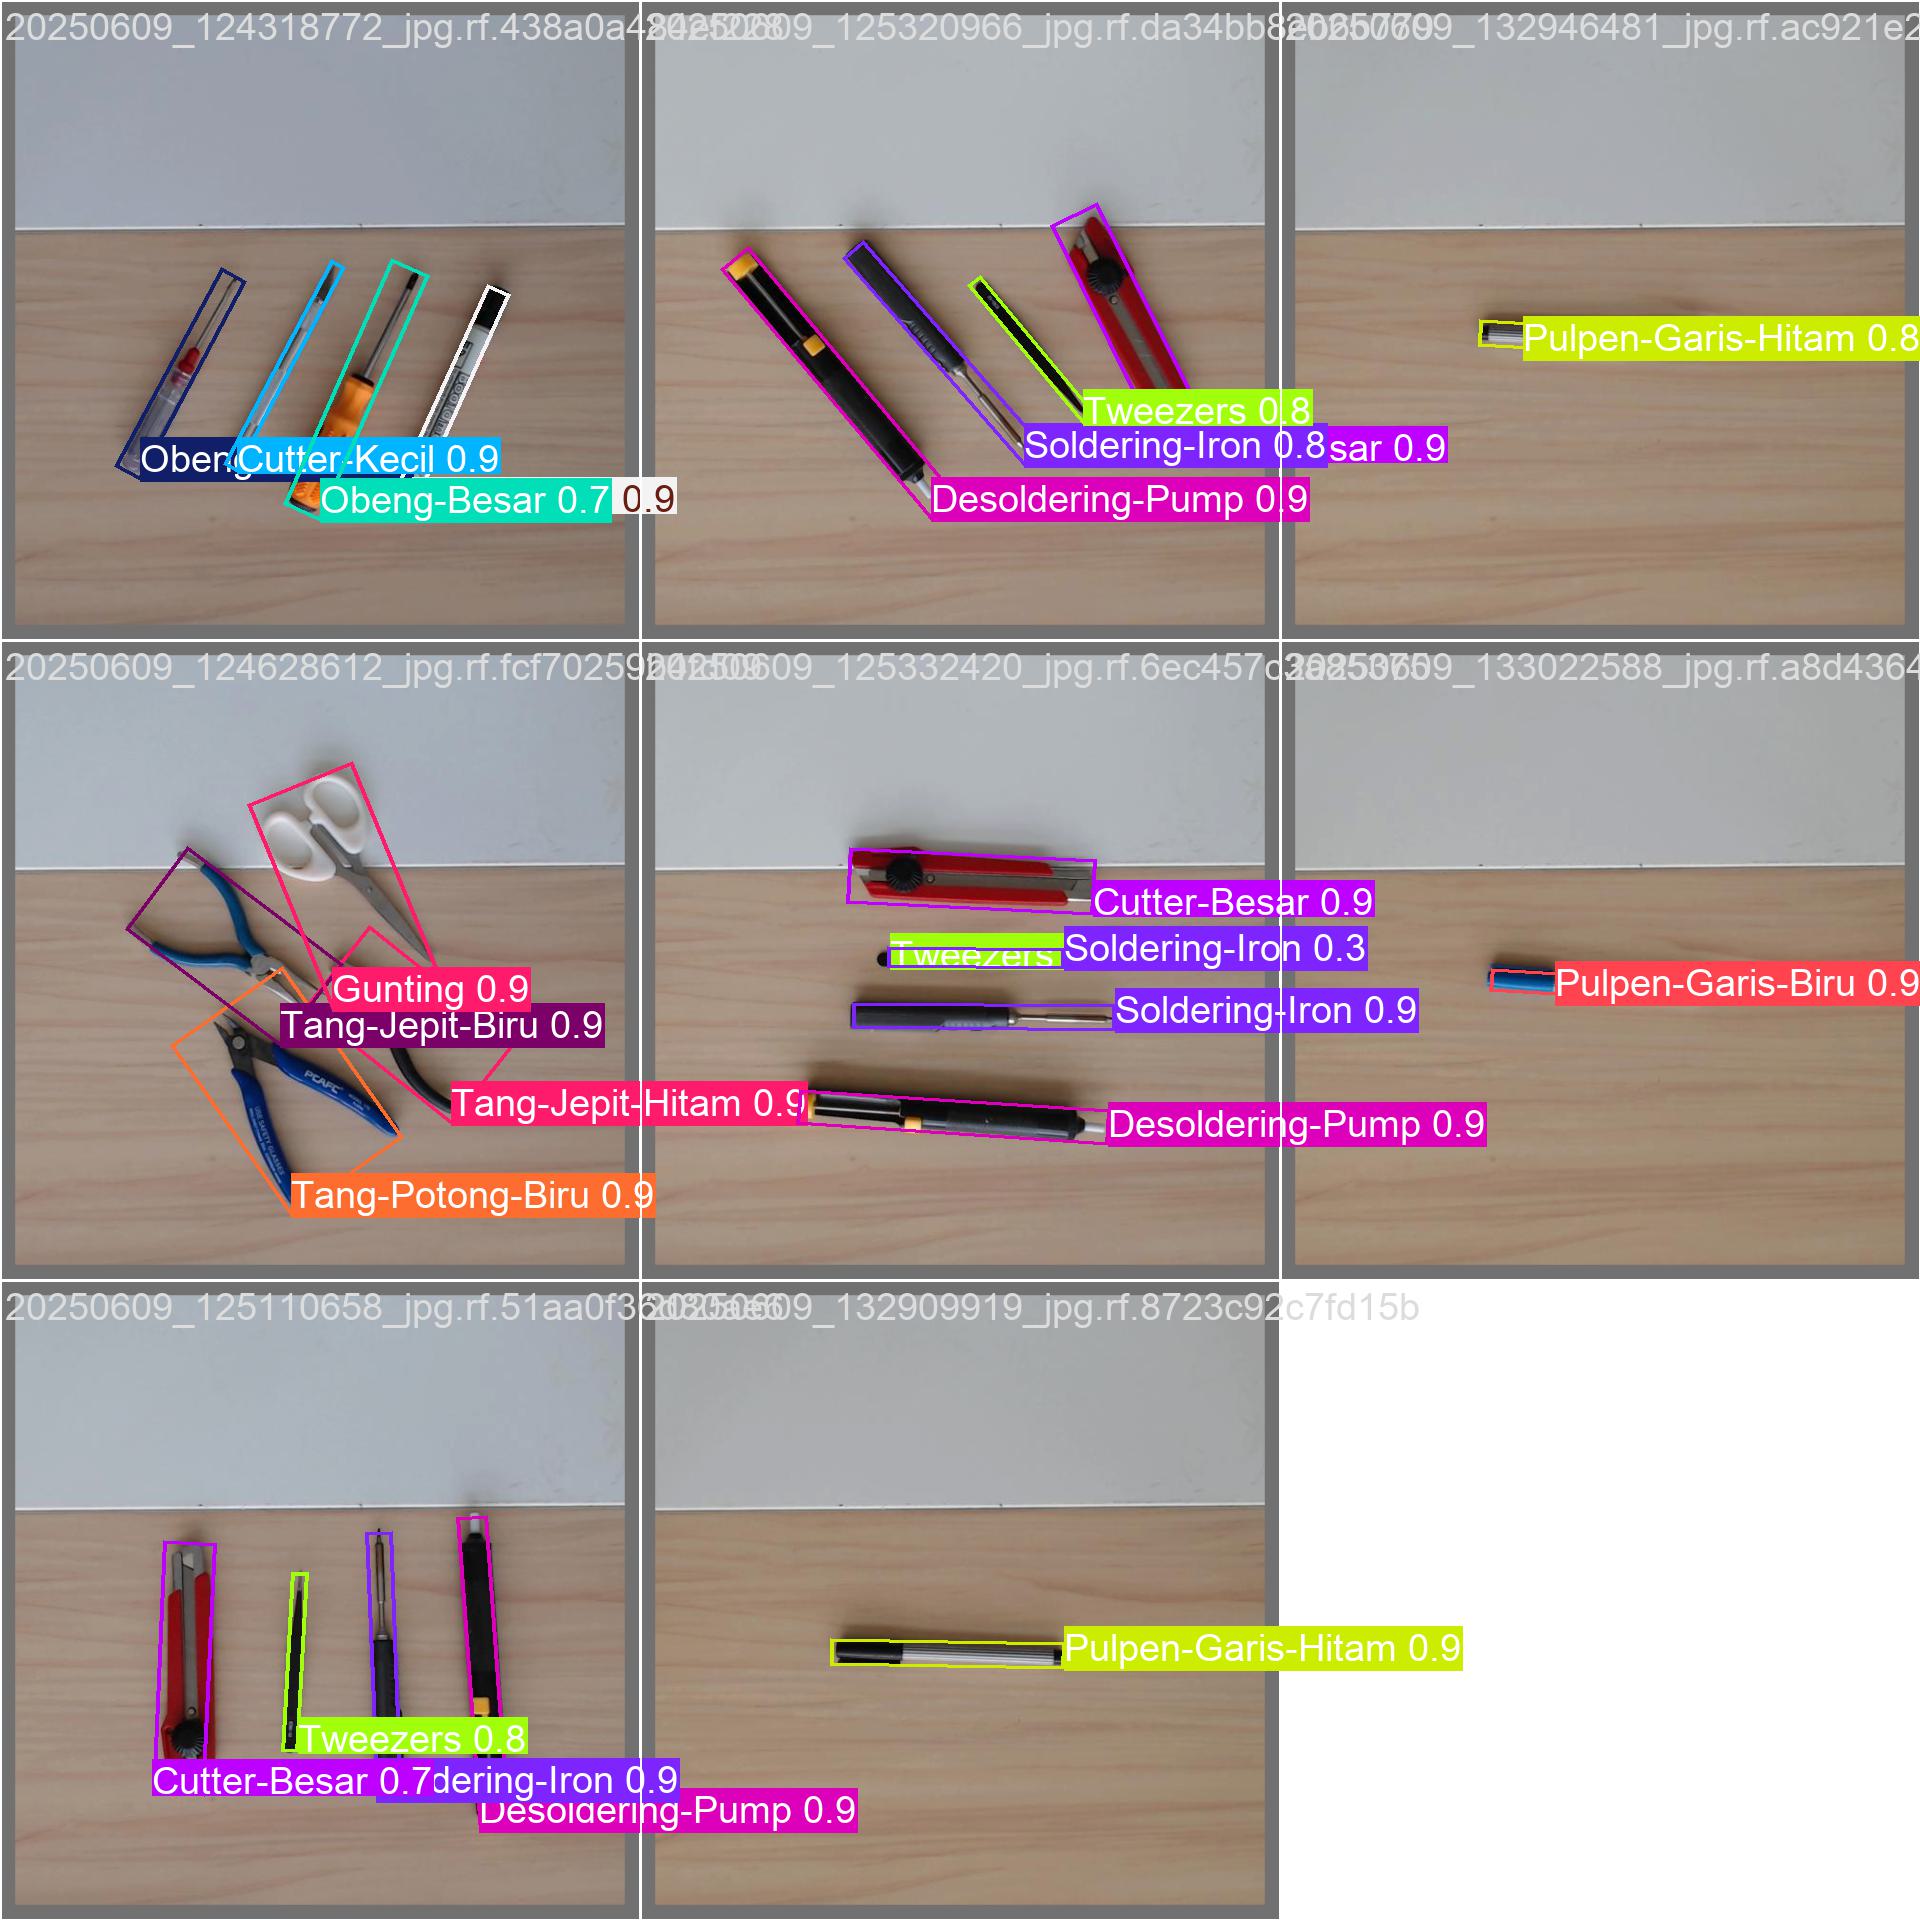 20250609_124318772_jpg.rf.438a0a4
20250609_125320966_jpg.rf.da34bb8
20250609_132946481_jpg.rf.ac921e2
Pulpen-Garis-Hitam 0.8
Tweezers 0.8
Soldering-Iron 0.8
sar 0.9
Oben
Cutter-Kecil 0.9
Obeng-Besar 0.7
0.9
Desoldering-Pump 0.9
20250609_124628612_jpg.rf.fcf70259
20250609_125332420_jpg.rf.6ec457c
20250609_133022588_jpg.rf.a8d4364
Cutter-Besar 0.9
Tweezers
Soldering-Iron 0.3
Gunting 0.9
Pulpen-Garis-Biru 0.9
Tang-Jepit-Biru 0.9
Soldering-Iron 0.9
Tang-Jepit-Hitam 0.9
Desoldering-Pump 0.9
Tang-Potong-Biru 0.9
20250609_125110658_jpg.rf.51aa0f36
20250609_132909919_jpg.rf.8723c92c7fd15b
Pulpen-Garis-Hitam 0.9
Tweezers 0.8
Cutter-Besar 0.7
dering-Iron 0.9
Desoldering-Pump 0.9